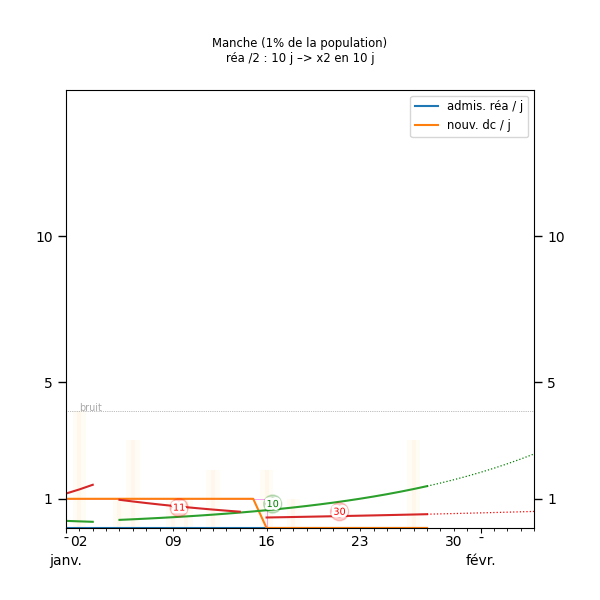 Manche (1% de la population)
réa /2 : 10 j –> x2 en 10 j
admis. réa / j
nouv. dc / j
10
10
5
5
bruit
1
1
11
10
30
02
09
16
23
30
janv.
févr.